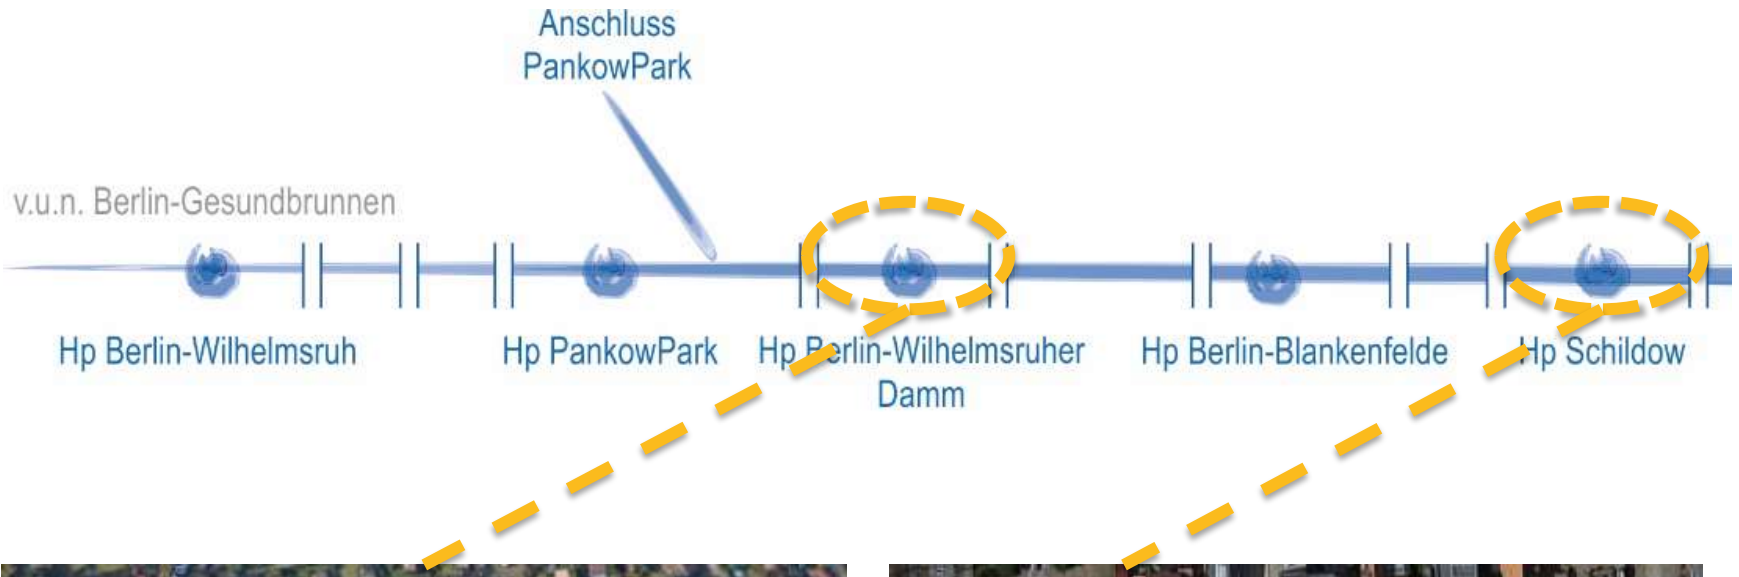 Anschluss
PankowPark
v.u.n. Berlin-Gesundbrunnen
Hp Berlin-Wilhelmsruh
Hp PankowPark
Hp Berlin-Wilhelmsruher
Damm
Hp Berlin-Blankenfelde
Hp Schildow